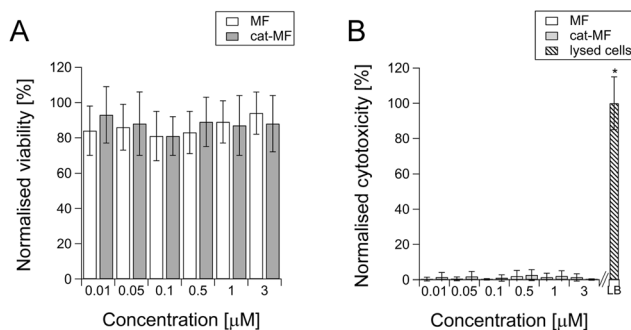 A
MF
cat-MF
Normalised viability [%]
120
100
80
60
40
20
0
0.01 0.05 0.1 0.5 1 3
Concentration [µM]
B
MF
cat-MF
lysed cells
Normalised cytotoxicity [%]
120
100
80
60
40
20
0
*
0.01 0.05 0.1 0.5 1 3 LB
Concentration [µM]